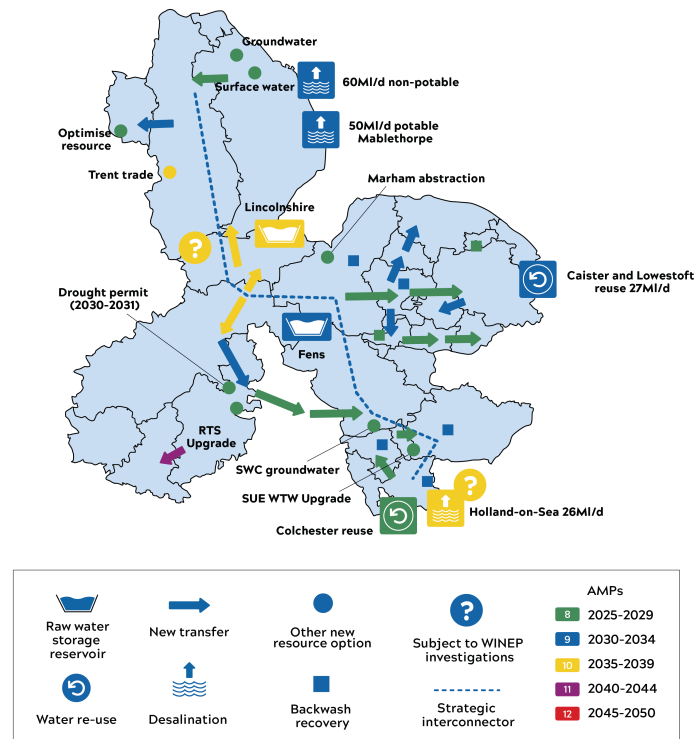 Groundwater
Surface water
60Ml/d non-potable
50Ml/d potable
Mablethorpe
Optimise
resource
Trent trade
Marham abstraction
Lincolnshire
?
Caister and Lowestoft
reuse 27Ml/d
Drought permit
(2030-2031)
Fens
RTS
Upgrade
SWC groundwater
SUE WTW Upgrade
?
Holland-on-Sea 26Ml/d
Colchester reuse
Raw water
storage
reservoir
New transfer
Other new
resource option
?
Subject to WINEP
investigations
Water re-use
Desalination
Backwash
recovery
Strategic
interconnector
AMPs
8 2025-2029
9 2030-2034
10 2035-2039
11 2040-2044
12 2045-2050